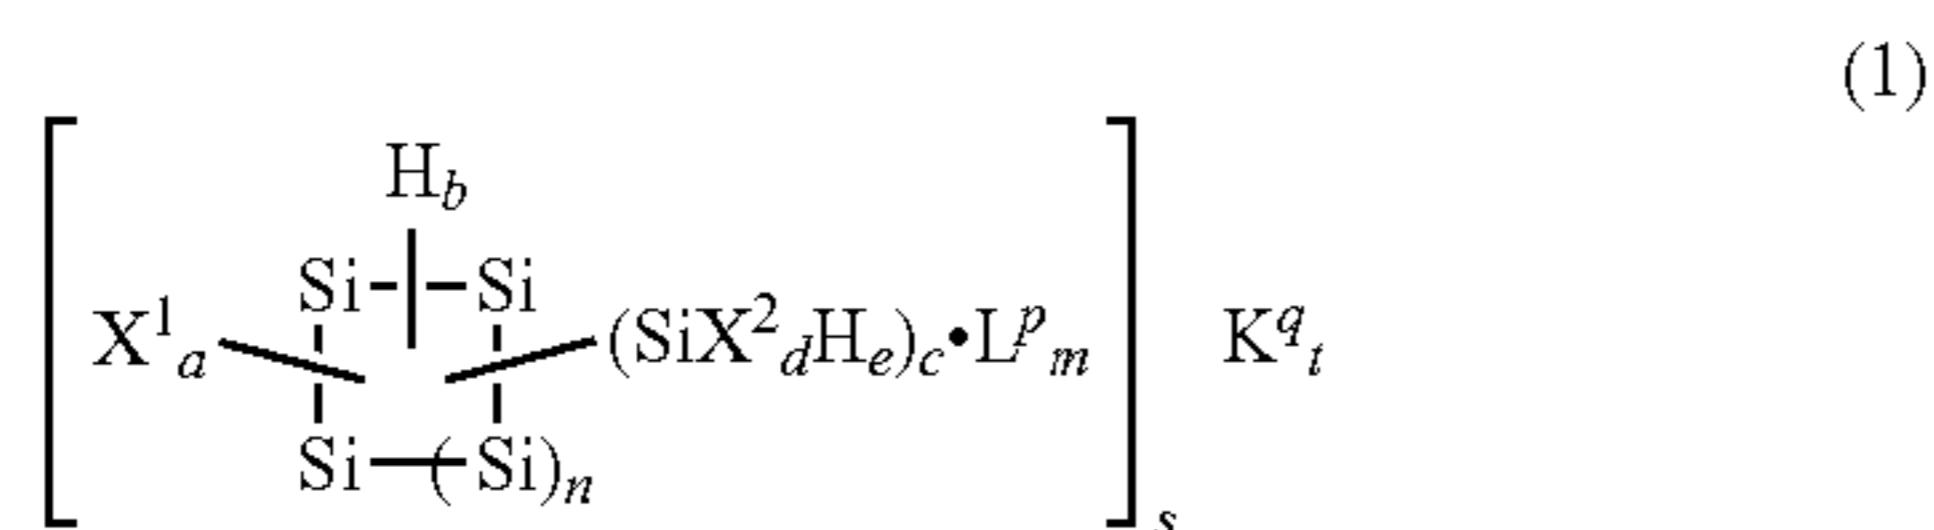 (1)
H_b
Si Si
X^1_a (SiX^2_dH_e)_c•L^p_m K^q_t
Si (Si)_n
s